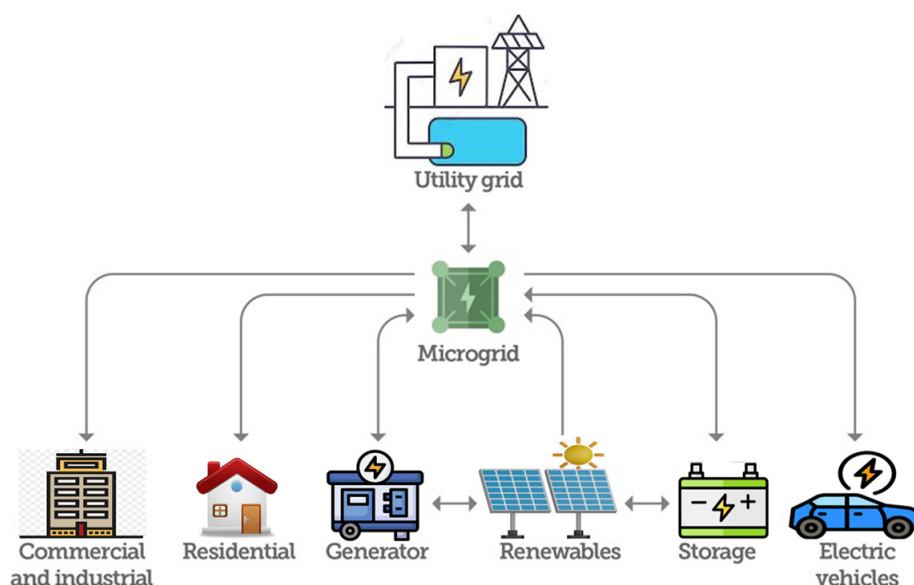 Utility grid
Microgrid
Commercial
and industrial
Residential
Generator
Renewables
Storage
Electric
vehicles